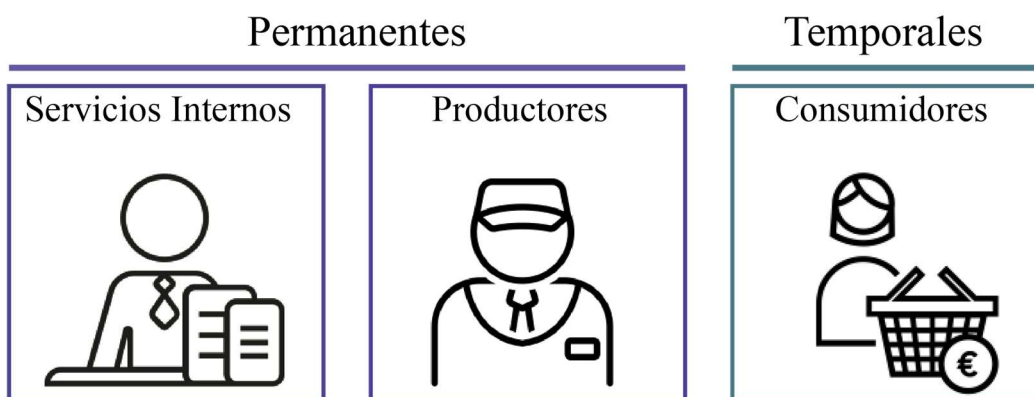 Permanentes
Temporales
Servicios Internos
Productores
Consumidores
€